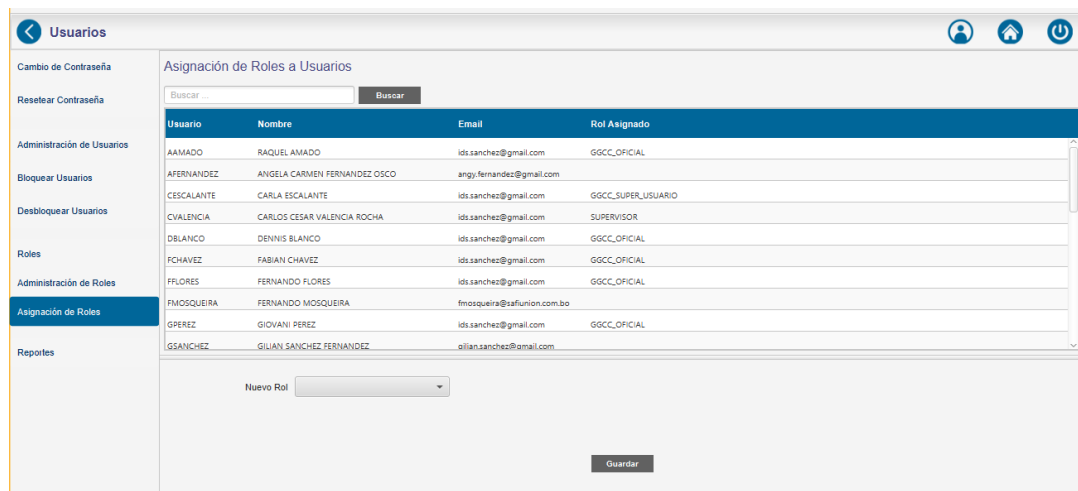 Usuarios
Cambio de Contraseña
Resetear Contraseña
Administración de Usuarios
Bloquear Usuarios
Desbloquear Usuarios
Roles
Administración de Roles
Asignación de Roles
Reportes
Asignación de Roles a Usuarios
Buscar ... Buscar
Usuario Nombre Email Rol Asignado
AAMADO RAQUEL AMADO ids.sanchez@gmail.com GGCC_OFICIAL
AFERNANDEZ ANGELA CARMEN FERNANDEZ OSCO angy.fernandez@gmail.com
CESCALANTE CARLA ESCALANTE ids.sanchez@gmail.com GGCC_SUPER_USUARIO
CVALENCIA CARLOS CESAR VALENCIA ROCHA ids.sanchez@gmail.com SUPERVISOR
DBLANCO DENNIS BLANCO ids.sanchez@gmail.com GGCC_OFICIAL
FCHAVEZ FABIAN CHAVEZ ids.sanchez@gmail.com GGCC_OFICIAL
FFLORES FERNANDO FLORES ids.sanchez@gmail.com GGCC_OFICIAL
FMOSQUEIRA FERNANDO MOSQUEIRA fmosqueira@safiunion.com.bo
GPEREZ GIOVANI PEREZ ids.sanchez@gmail.com GGCC_OFICIAL
GSANCHEZ GILIAN SANCHEZ FERNANDEZ gilian.sanchez@gmail.com
Nuevo Rol
Guardar